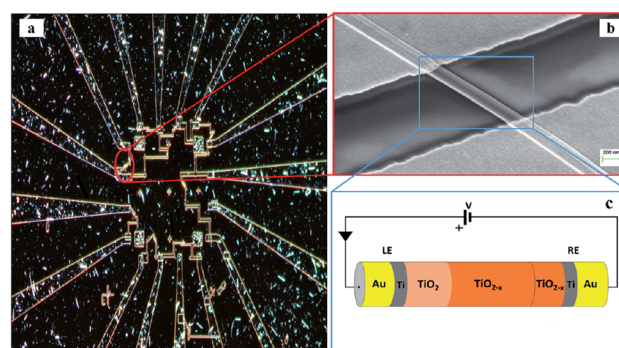 a
b
200 nm
c
V
+
LE
RE
Au
Ti
TiO2
TiO2-x
TiO2-x
Ti
Au